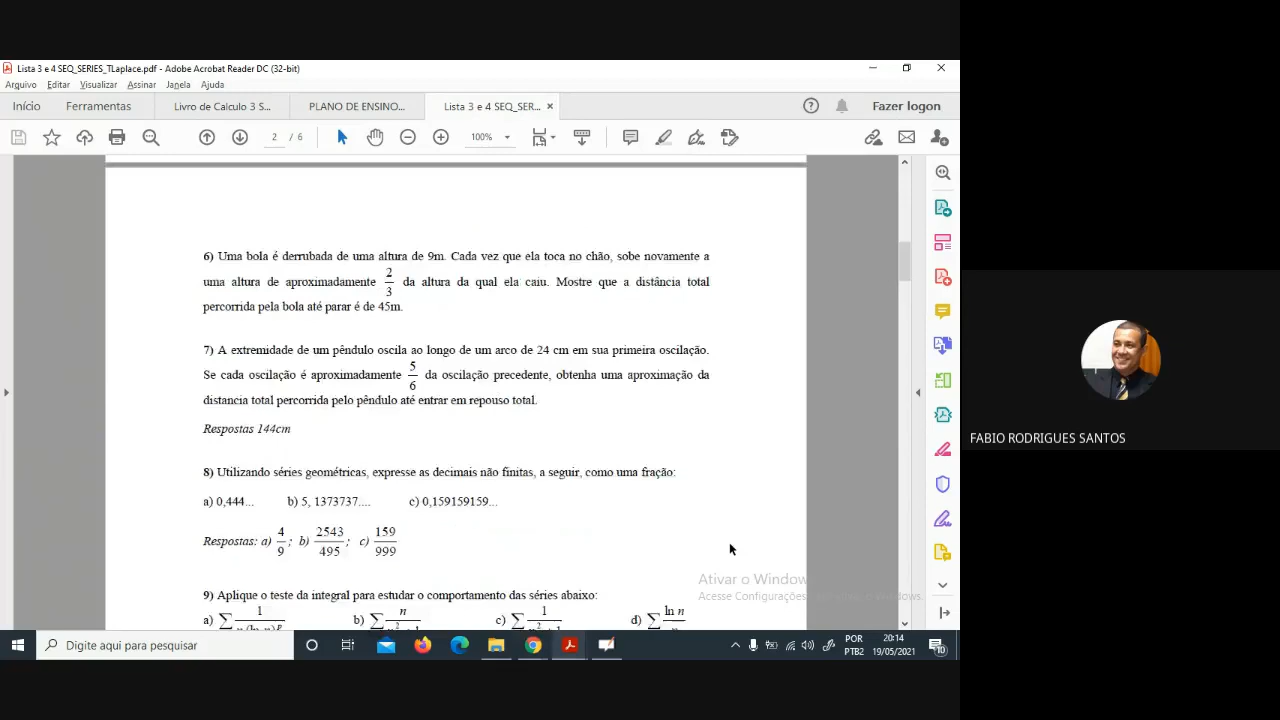 Lista 3 e 4 SEQ_SERIES_TLaplace.pdf - Adobe Acrobat Reader DC (32-bit)
Arquivo Editar Visualizar Assinar Janela Ajuda
Início Ferramentas Livro de Calculo 3 S... PLANO DE ENSINO... Lista 3 e 4 SEQ_SER... Fazer logon
2 / 6 100%
6) Uma bola é derrubada de uma altura de 9m. Cada vez que ela toca no chão, sobe novamente a
uma altura de aproximadamente 2/3 da altura da qual ela caiu. Mostre que a distância total
percorrida pela bola até parar é de 45m.
7) A extremidade de um pêndulo oscila ao longo de um arco de 24 cm em sua primeira oscilação.
Se cada oscilação é aproximadamente 5/6 da oscilação precedente, obtenha uma aproximação da
distancia total percorrida pelo pêndulo até entrar em repouso total.
Respostas 144cm
8) Utilizando séries geométricas, expresse as decimais não finitas, a seguir, como uma fração:
a) 0,444... b) 5, 1373737.... c) 0,159159159...
Respostas: a) 4/9; b) 2543/495; c) 159/999
9) Aplique o teste da integral para estudar o comportamento das séries abaixo:
a) ∑ 1 b) ∑ n c) ∑ 1 d) ∑ ln n
Ativar o Window
Acesse Configurações
FABIO RODRIGUES SANTOS
Digite aqui para pesquisar
POR
PTB2
20:14
19/05/2021
10